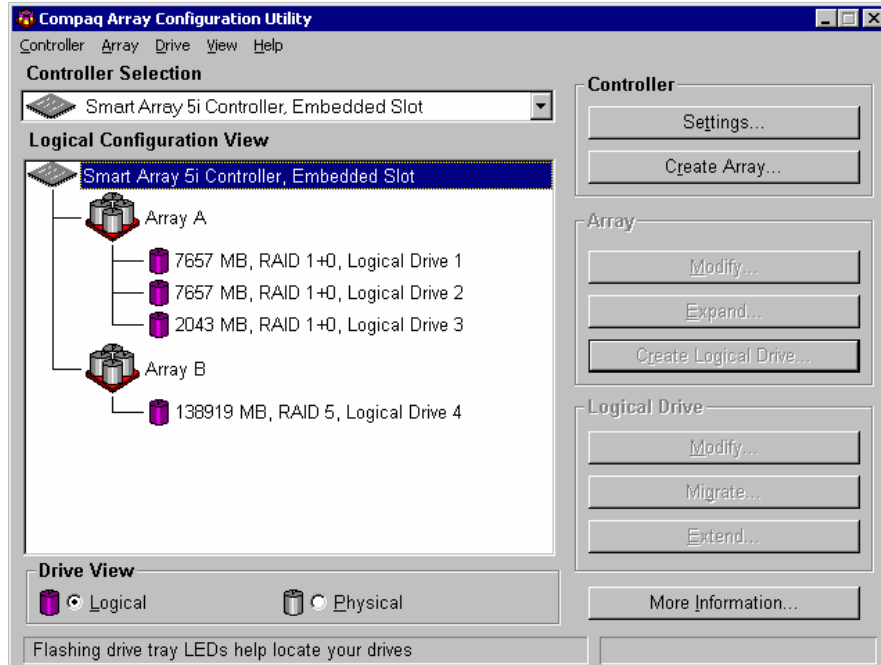 Compaq Array Configuration Utility
Controller Array Drive View Help
Controller Selection
Smart Array 5i Controller, Embedded Slot
Logical Configuration View
Smart Array 5i Controller, Embedded Slot
Array A
7657 MB, RAID 1+0, Logical Drive 1
7657 MB, RAID 1+0, Logical Drive 2
2043 MB, RAID 1+0, Logical Drive 3
Array B
138919 MB, RAID 5, Logical Drive 4
Drive View
Logical Physical
Controller
Settings...
Create Array...
Array
Modify...
Expand...
Create Logical Drive...
Logical Drive
Modify...
Migrate...
Extend...
More Information...
Flashing drive tray LEDs help locate your drives